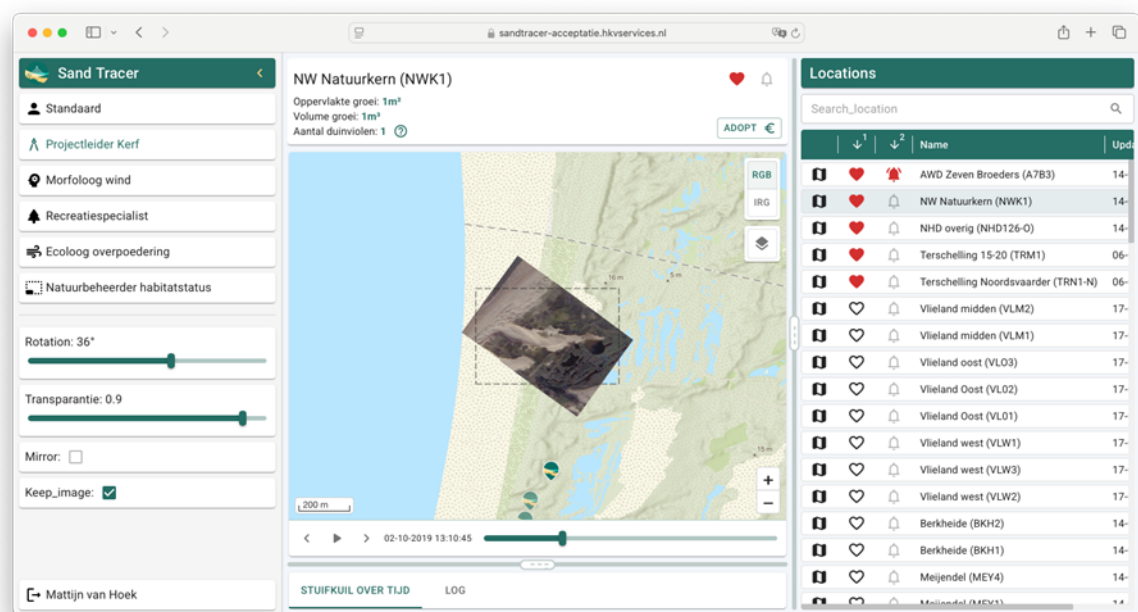 sandtracer-acceptatie.hkvservices.nl
Sand Tracer
Standaard
Projectleider Kerf
Morfoloog wind
Recreatiespecialist
Ecoloog overpoedering
Natuurbeheerder habitatstatus
Rotation: 36°
Transparantie: 0.9
Mirror:
Keep_image:
Mattijn van Hoek
NW Natuurkern (NWK1)
Oppervlakte groei: 1m²
Volume groei: 1m³
Aantal duinviolen: 1
ADOPT €
RGB
IRG
16 m
5 m
15 m
200 m
+
−
02-10-2019 13:10:45
STUIFKUIL OVER TIJD LOG
Locations
Search_location
1 2 Name
AWD Zeven Broeders (A7B3) 14-
NW Natuurkern (NWK1) 14-
NHD overig (NHD126-O) 14-
Terschelling 15-20 (TRM1) 06-
Terschelling Noordsvaarder (TRN1-N) 06-
Vlieland midden (VLM2) 17-
Vlieland midden (VLM1) 17-
Vlieland oost (VLO3) 17-
Vlieland Oost (VL02) 17-
Vlieland Oost (VL01) 17-
Vlieland west (VLW1) 17-
Vlieland west (VLW3) 17-
Vlieland west (VLW2) 17-
Berkheide (BKH2) 14-
Berkheide (BKH1) 14-
Meijendel (MEY4) 14-